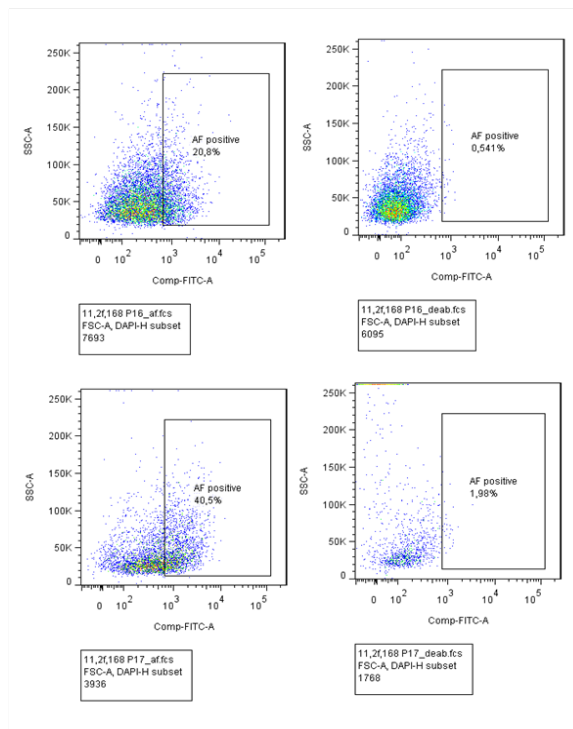 250K
200K
150K
100K
50K
0
SSC-A
AF positive
20,8%
0 10^2 10^3 10^4 10^5
Comp-FITC-A
11,2f,168 P16_af.fcs
FSC-A, DAPI-H subset
7693
250K
200K
150K
100K
50K
0
SSC-A
AF positive
0,541%
0 10^2 10^3 10^4 10^5
Comp-FITC-A
11,2f,168 P16_deab.fcs
FSC-A, DAPI-H subset
6095
250K
200K
150K
100K
50K
0
SSC-A
AF positive
40,5%
0 10^2 10^3 10^4 10^5
Comp-FITC-A
11,2f,168 P17_af.fcs
FSC-A, DAPI-H subset
3936
250K
200K
150K
100K
50K
0
SSC-A
AF positive
1,98%
0 10^2 10^3 10^4 10^5
Comp-FITC-A
11,2f,168 P17_deab.fcs
FSC-A, DAPI-H subset
1768